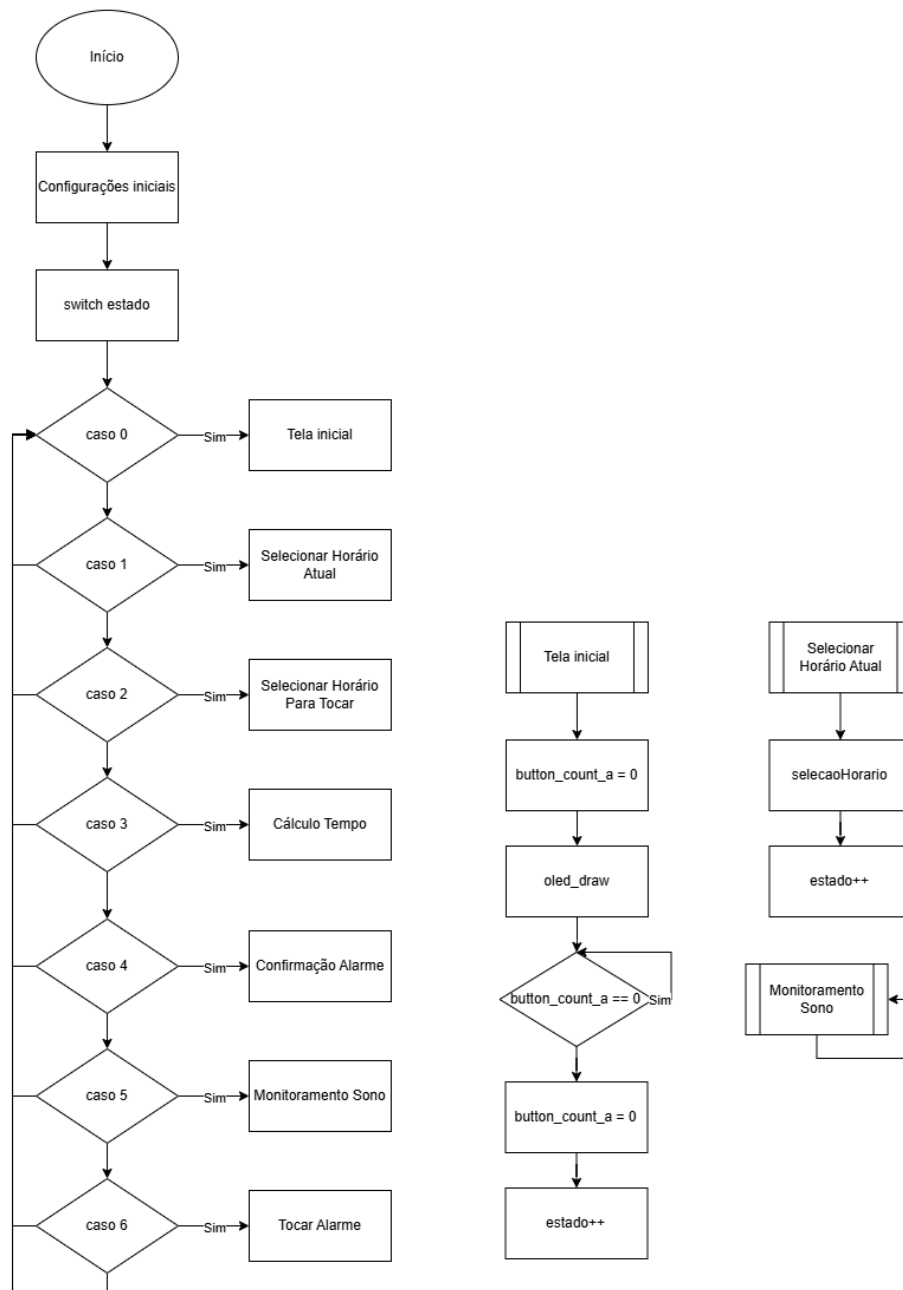 Início
Configurações iniciais
switch estado
caso 0
Sim
Tela inicial
caso 1
Sim
Selecionar Horário
Atual
caso 2
Sim
Selecionar Horário
Para Tocar
caso 3
Sim
Cálculo Tempo
caso 4
Sim
Confirmação Alarme
caso 5
Sim
Monitoramento Sono
caso 6
Sim
Tocar Alarme
Tela inicial
button_count_a = 0
oled_draw
button_count_a == 0
Sim
button_count_a = 0
estado++
Selecionar
Horário Atual
selecaoHorario
estado++
Monitoramento
Sono